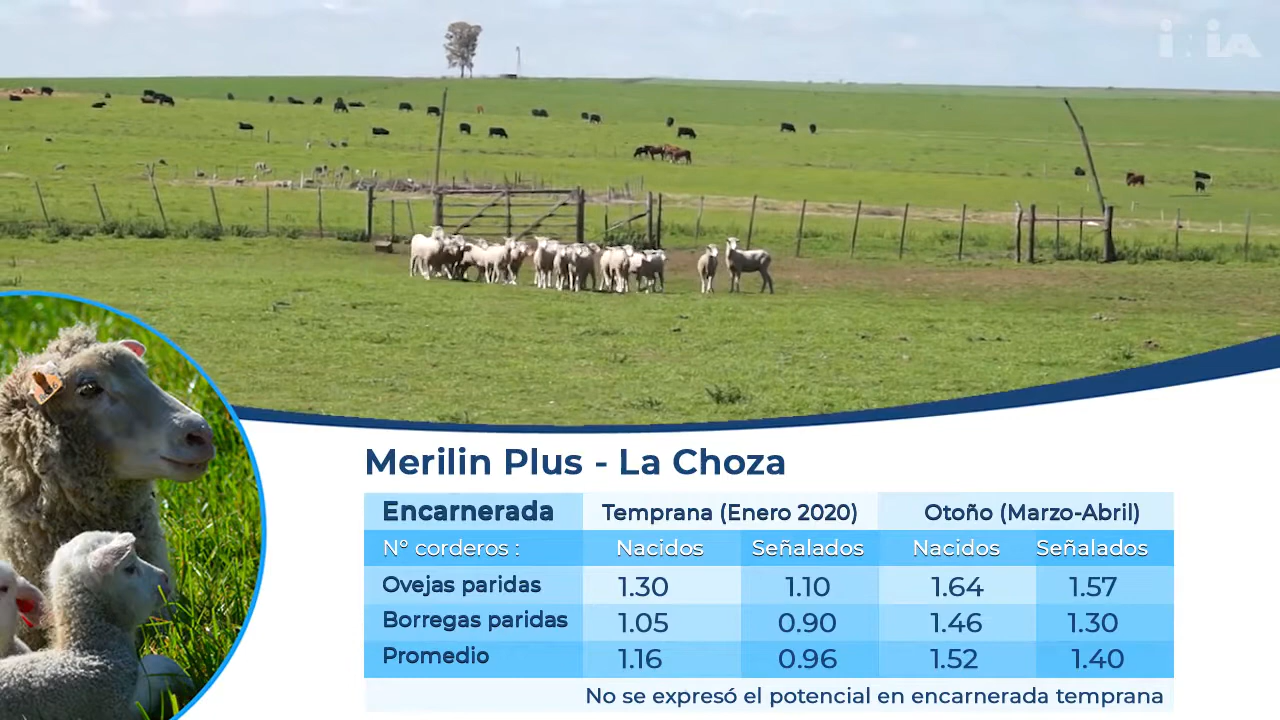 inia
Merilin Plus - La Choza
Encarnerada Temprana (Enero 2020) Otoño (Marzo-Abril)
N° corderos : Nacidos Señalados Nacidos Señalados
Ovejas paridas 1.30 1.10 1.64 1.57
Borregas paridas 1.05 0.90 1.46 1.30
Promedio 1.16 0.96 1.52 1.40
No se expresó el potencial en encarnerada temprana